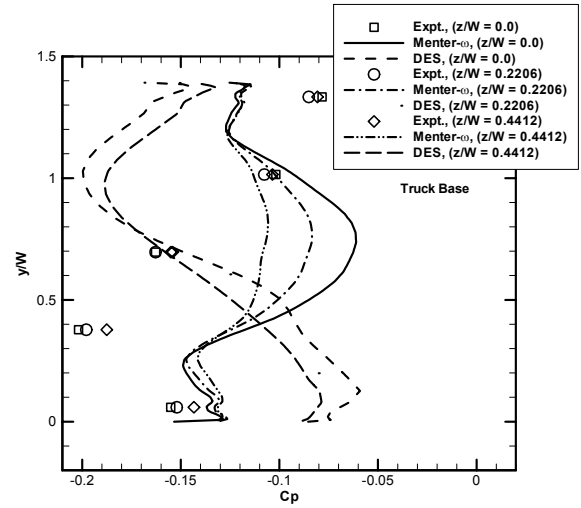 Expt., (z/W = 0.0)
Menter-ω, (z/W = 0.0)
DES, (z/W = 0.0)
Expt., (z/W = 0.2206)
Menter-ω, (z/W = 0.2206)
DES, (z/W = 0.2206)
Expt., (z/W = 0.4412)
Menter-ω, (z/W = 0.4412)
DES, (z/W = 0.4412)
Truck Base
1.5
1
0.5
0
y/W
-0.2
-0.15
-0.1
-0.05
0
Cp